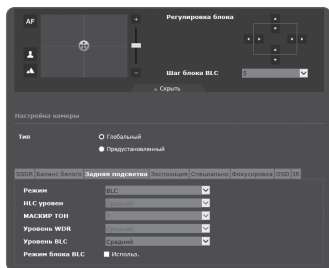 AF
+
Регулировка блока
−
Шаг блока BLC 5
Скрыть
Настройка камеры
Тип Глобальный
Предустановленный
SSDR Баланс белого Задняя подсветка Экспозиция Специально Фокусировка OSD IR
Режим BLC
HLC уровен Средний
МАСКИР ТОН
Уровень WDR Средний
Уровень BLC Средний
Режим блока BLC Использ.